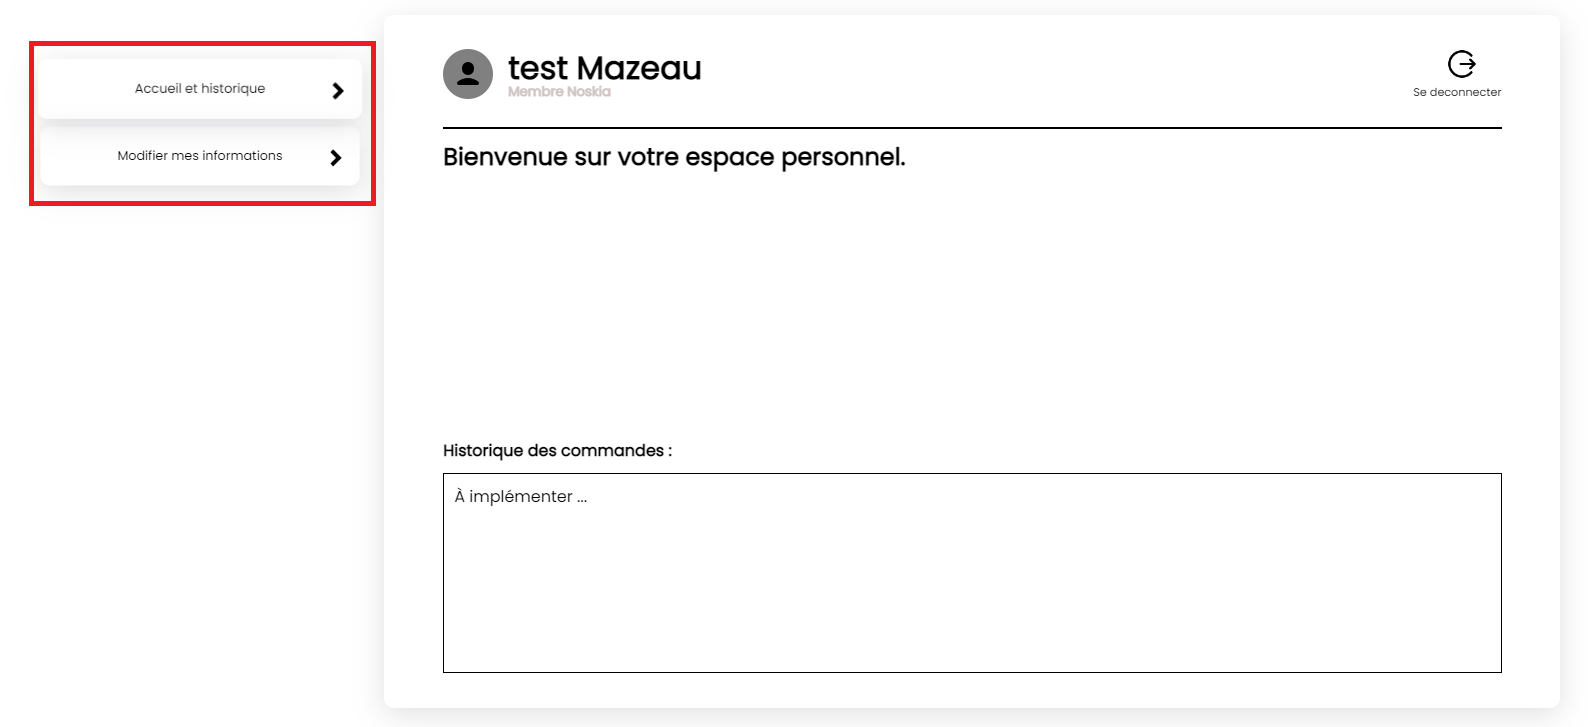 Accueil et historique
Modifier mes informations
test Mazeau
Membre Noskia
Se deconnecter
Bienvenue sur votre espace personnel.
Historique des commandes :
À implémenter ...